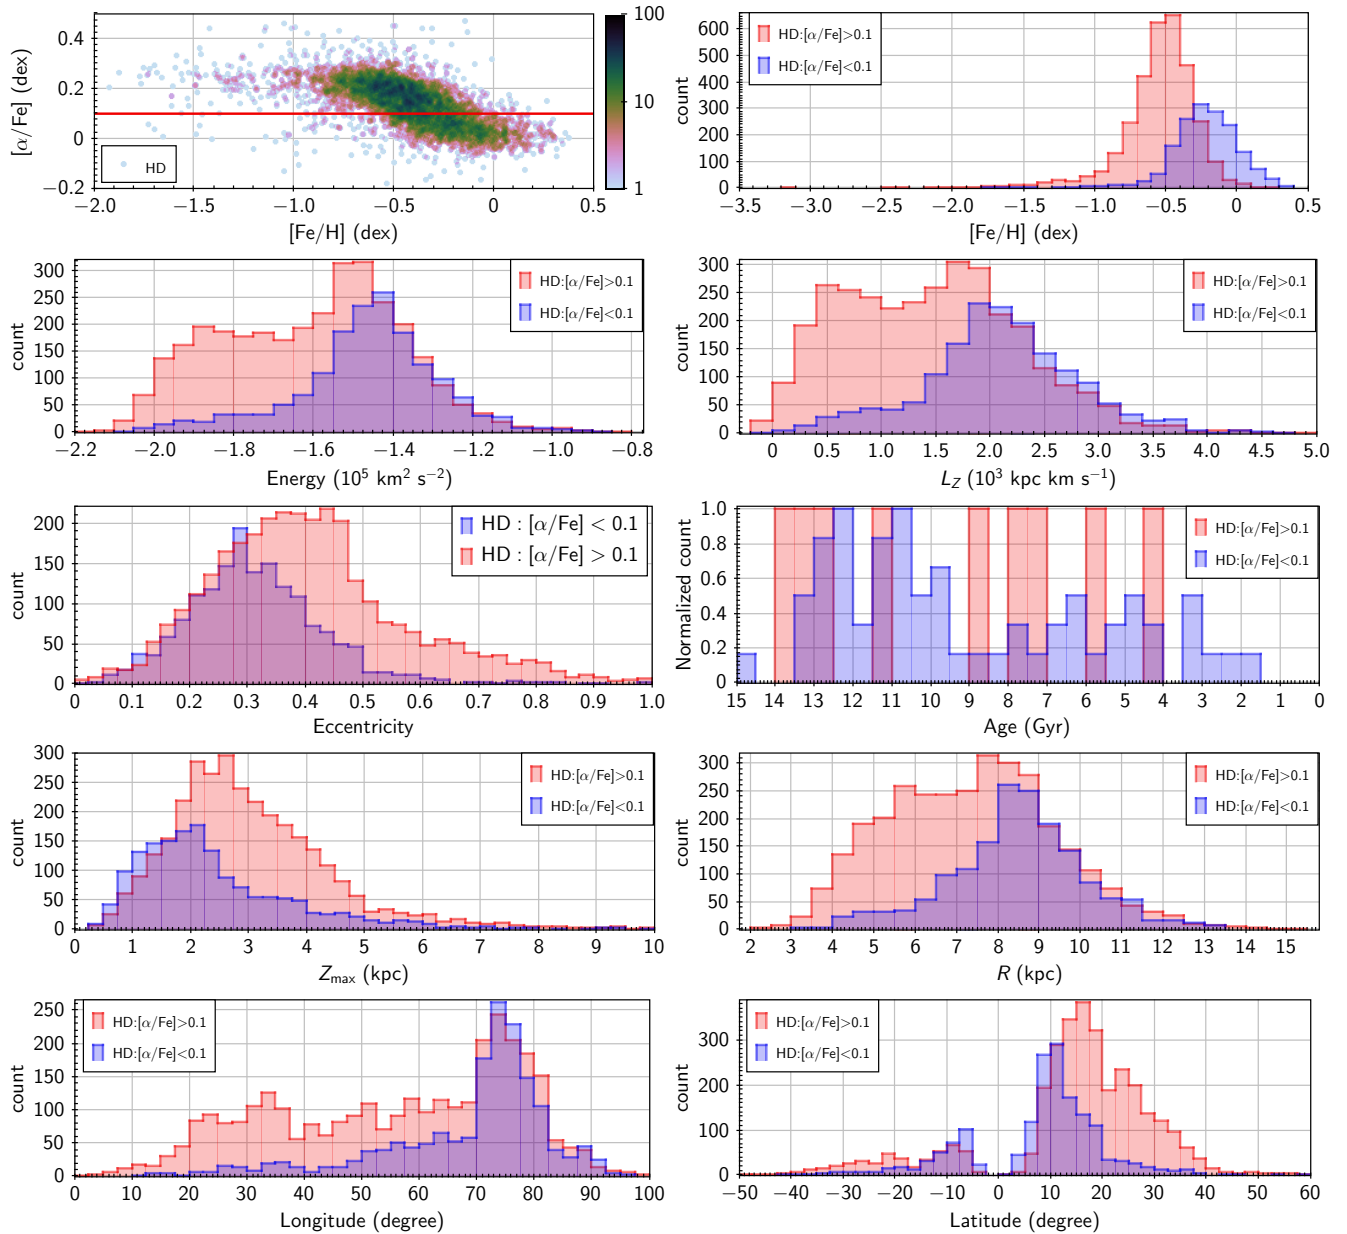 0.4
0.2
0
−0.2
[α/Fe] (dex)
HD
−2.0 −1.5 −1.0 −0.5 0 0.5
[Fe/H] (dex)
100
10
1
600
500
400
300
200
100
0
count
HD:[α/Fe]>0.1
HD:[α/Fe]<0.1
−3.5 −3.0 −2.5 −2.0 −1.5 −1.0 −0.5 0 0.5
[Fe/H] (dex)
300
250
200
150
100
50
0
count
HD:[α/Fe]>0.1
HD:[α/Fe]<0.1
−2.2 −2.0 −1.8 −1.6 −1.4 −1.2 −1.0 −0.8
Energy (10⁵ km² s⁻²)
300
250
200
150
100
50
0
count
HD:[α/Fe]>0.1
HD:[α/Fe]<0.1
0 0.5 1.0 1.5 2.0 2.5 3.0 3.5 4.0 4.5 5.0
L_Z (10³ kpc km s⁻¹)
200
150
100
50
0
count
HD : [α/Fe] < 0.1
HD : [α/Fe] > 0.1
0 0.1 0.2 0.3 0.4 0.5 0.6 0.7 0.8 0.9 1.0
Eccentricity
1.0
0.8
0.6
0.4
0.2
0
Normalized count
HD:[α/Fe]>0.1
HD:[α/Fe]<0.1
15 14 13 12 11 10 9 8 7 6 5 4 3 2 1 0
Age (Gyr)
300
250
200
150
100
50
0
count
HD:[α/Fe]>0.1
HD:[α/Fe]<0.1
0 1 2 3 4 5 6 7 8 9 10
Z_max (kpc)
300
250
200
150
100
50
0
count
HD:[α/Fe]>0.1
HD:[α/Fe]<0.1
2 3 4 5 6 7 8 9 10 11 12 13 14 15
R (kpc)
250
200
150
100
50
0
count
HD:[α/Fe]>0.1
HD:[α/Fe]<0.1
0 10 20 30 40 50 60 70 80 90 100
Longitude (degree)
300
200
100
0
count
HD:[α/Fe]>0.1
HD:[α/Fe]<0.1
−50 −40 −30 −20 −10 0 10 20 30 40 50 60
Latitude (degree)